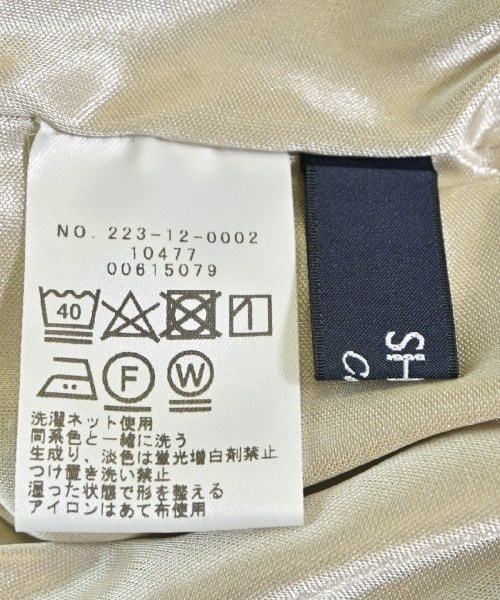 NO. 223-12-0002
10477
00615079
40
F W
洗濯ネット使用
同系色と一緒に洗う
生成り、淡色は蛍光増白剤禁止
つけ置き洗い禁止
湿った状態で形を整える
アイロンはあて布使用
SH